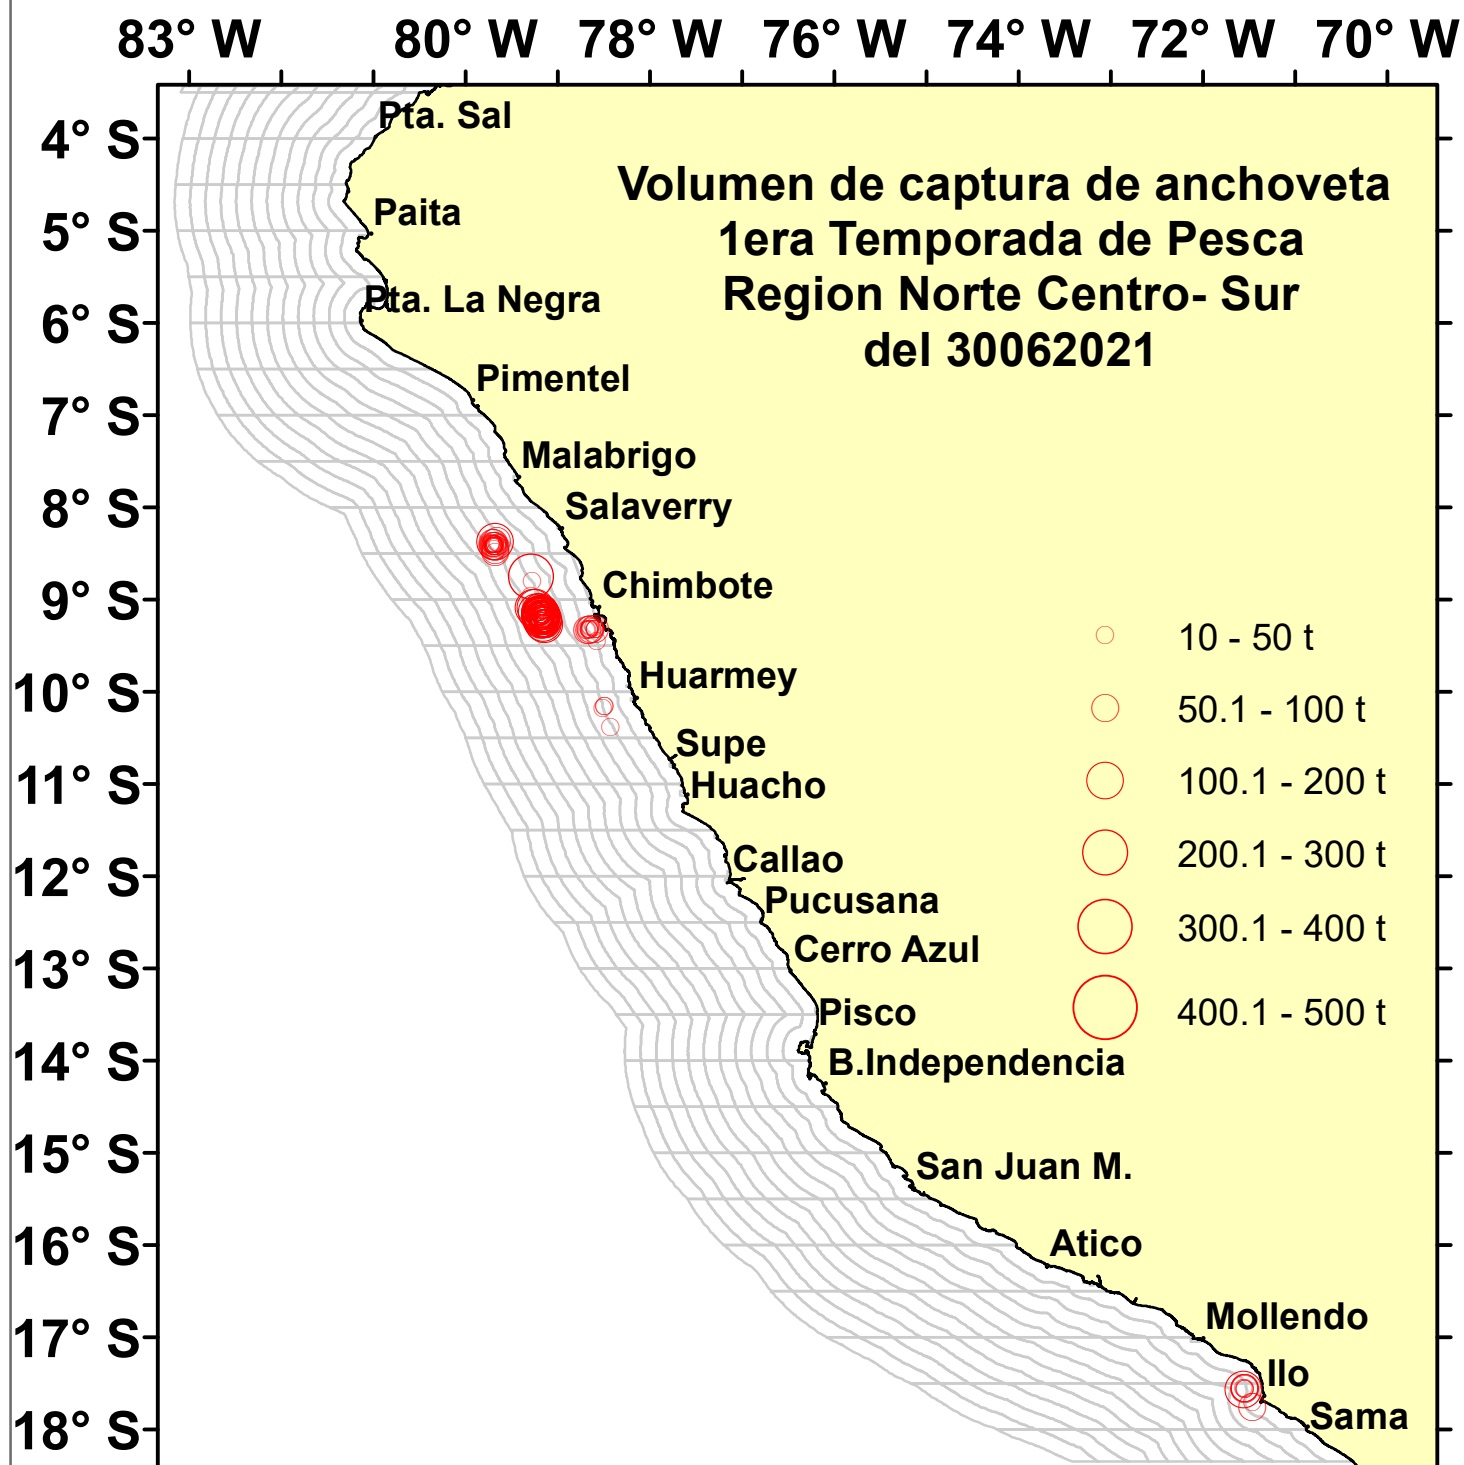 83° W 80° W 78° W 76° W 74° W 72° W 70° W
Pta. Sal
4° S
Volumen de captura de anchoveta
1era Temporada de Pesca
Region Norte Centro- Sur
del 30062021
Paita
5° S
Pta. La Negra
6° S
Pimentel
7° S
Malabrigo
8° S
Salaverry
Chimbote
9° S
10 - 50 t
Huarmey
10° S
50.1 - 100 t
Supe
11° S
Huacho
100.1 - 200 t
Callao
200.1 - 300 t
12° S
Pucusana
300.1 - 400 t
Cerro Azul
13° S
Pisco
400.1 - 500 t
14° S
B.Independencia
15° S
San Juan M.
16° S
Atico
Mollendo
17° S
Ilo
Sama
18° S